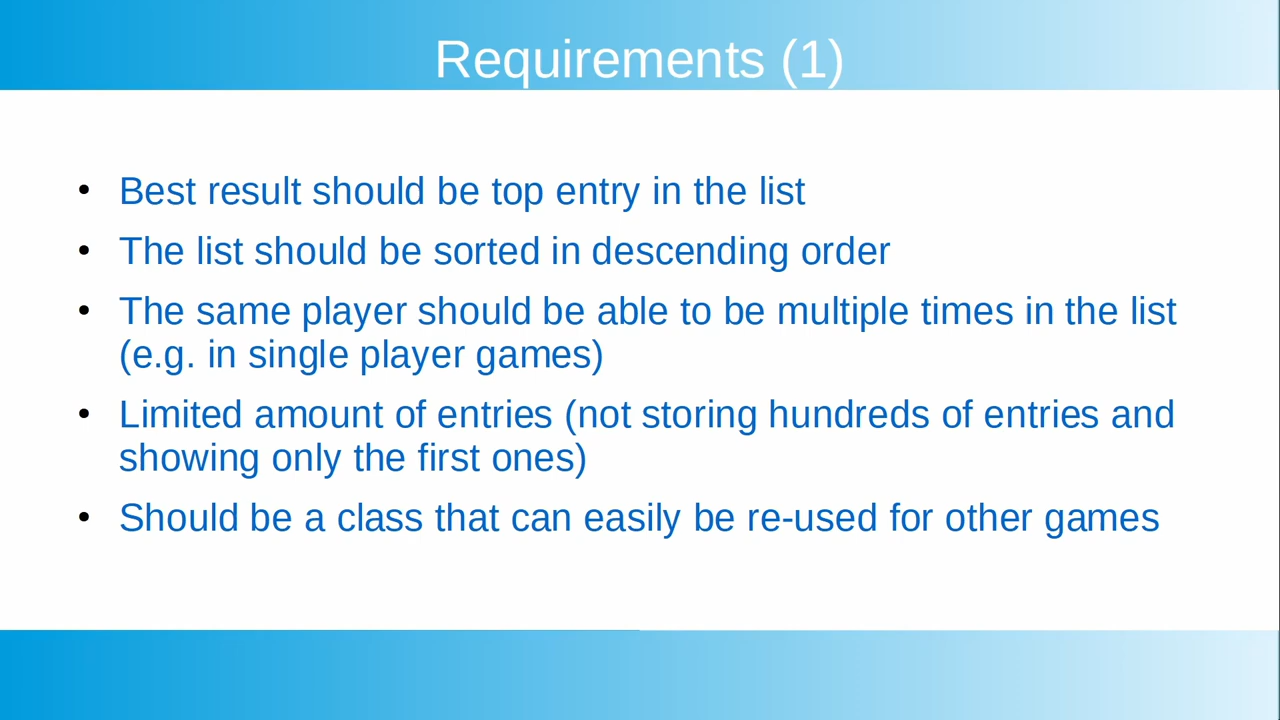 Requirements (1)
• Best result should be top entry in the list
• The list should be sorted in descending order
• The same player should be able to be multiple times in the list
(e.g. in single player games)
• Limited amount of entries (not storing hundreds of entries and
showing only the first ones)
• Should be a class that can easily be re-used for other games